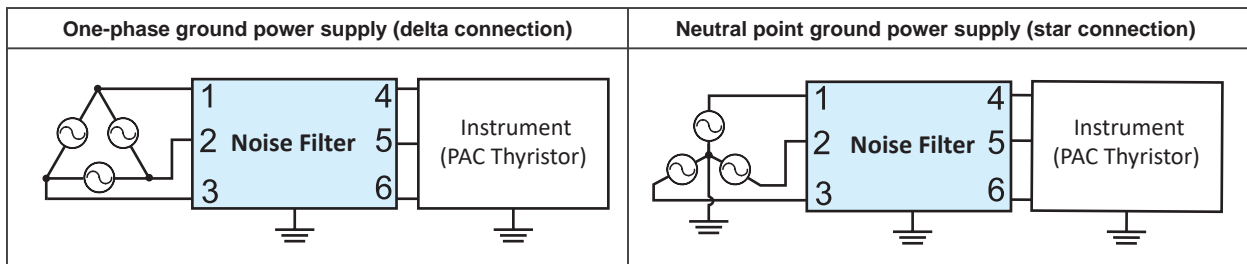 One-phase ground power supply (delta connection)
Neutral point ground power supply (star connection)
1
4
2
Noise Filter
5
3
6
Instrument
(PAC Thyristor)
1
4
2
Noise Filter
5
3
6
Instrument
(PAC Thyristor)